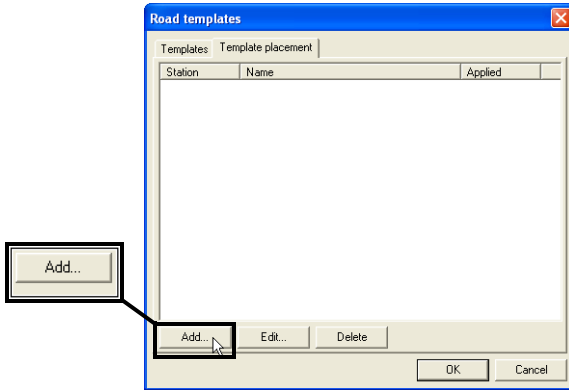 Road templates
Templates Template placement
Station Name Applied
Add...
Add... Edit... Delete
OK Cancel